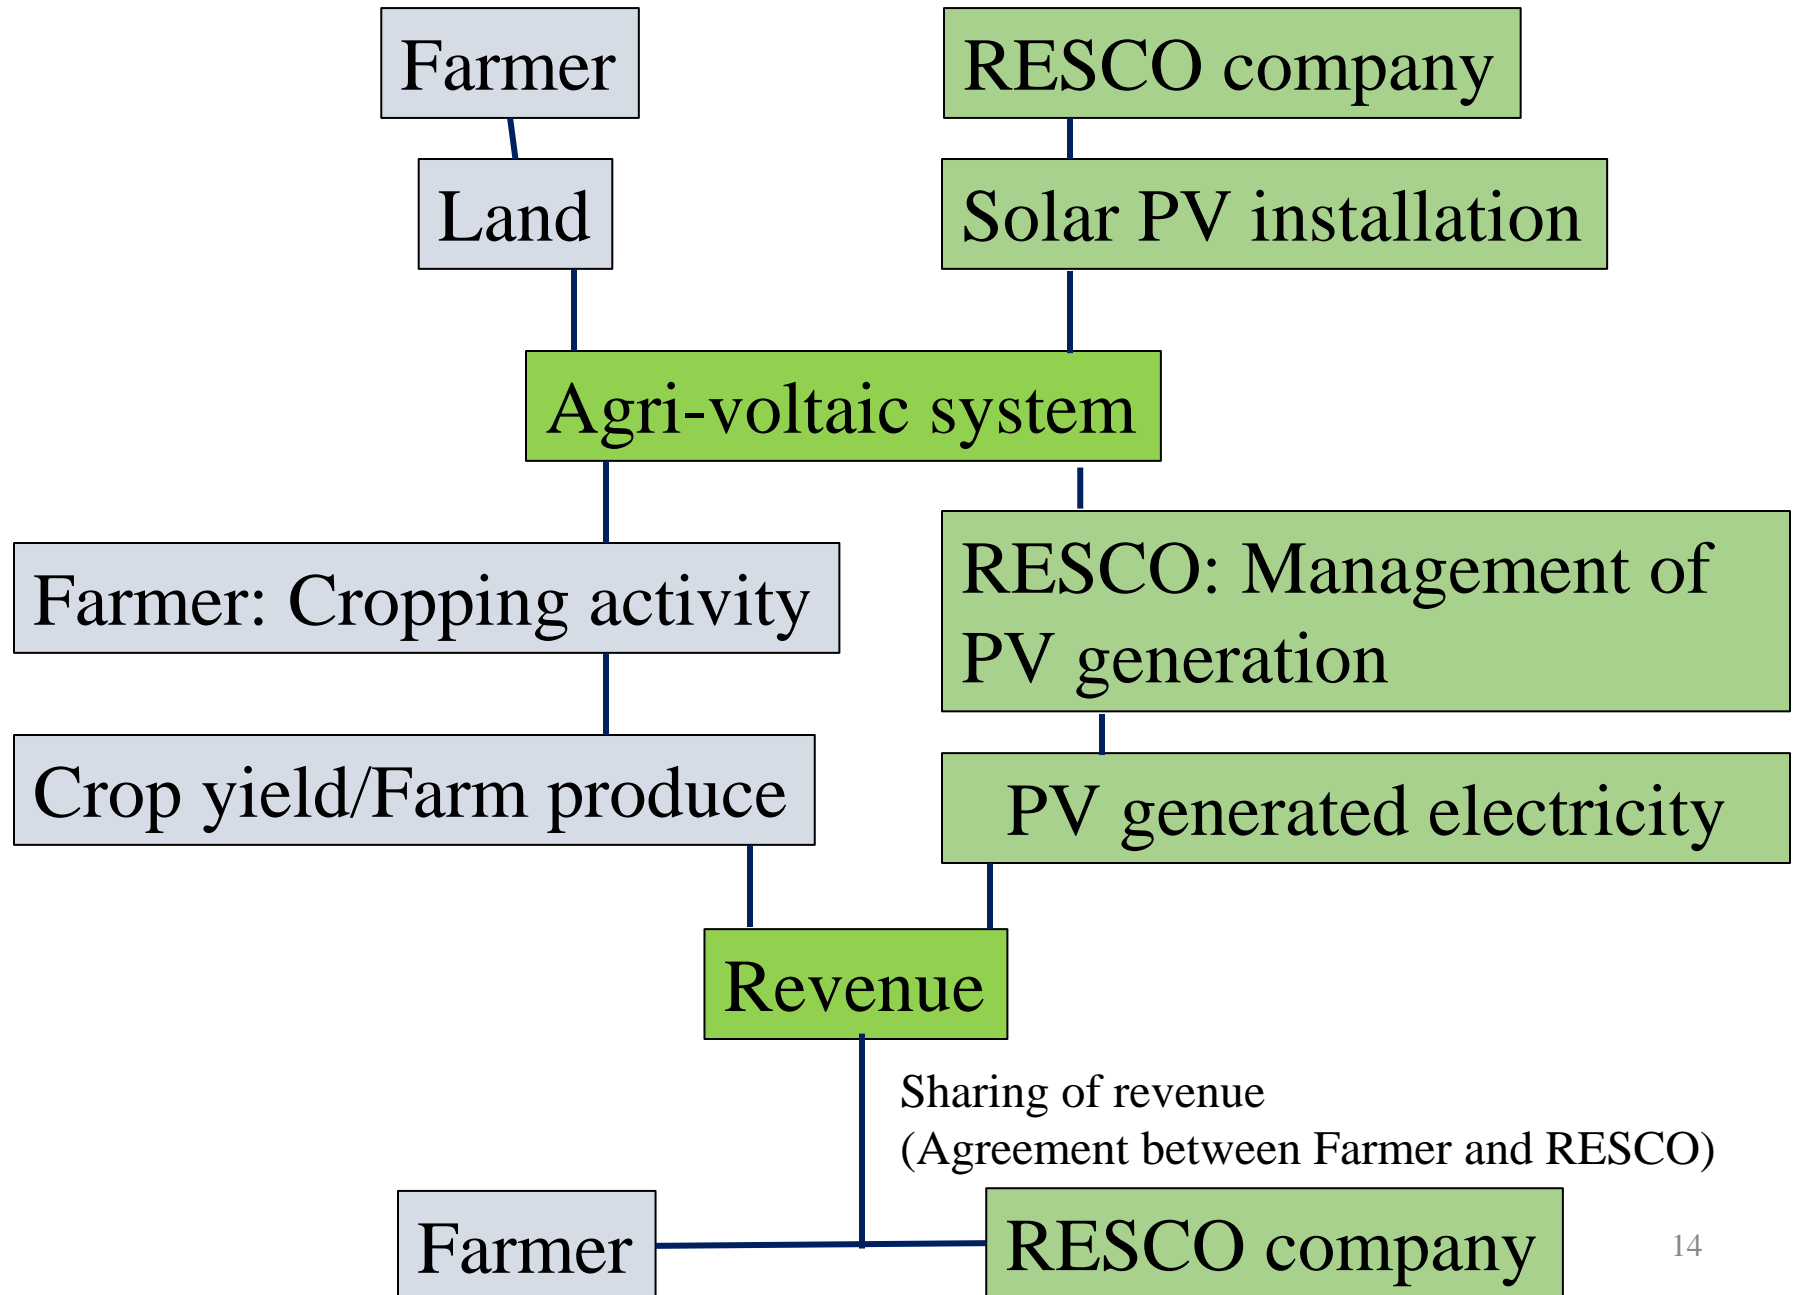 Farmer
RESCO company
Land
Solar PV installation
Agri-voltaic system
Farmer: Cropping activity
RESCO: Management of
PV generation
Crop yield/Farm produce
PV generated electricity
Revenue
Sharing of revenue
(Agreement between Farmer and RESCO)
Farmer
RESCO company
14